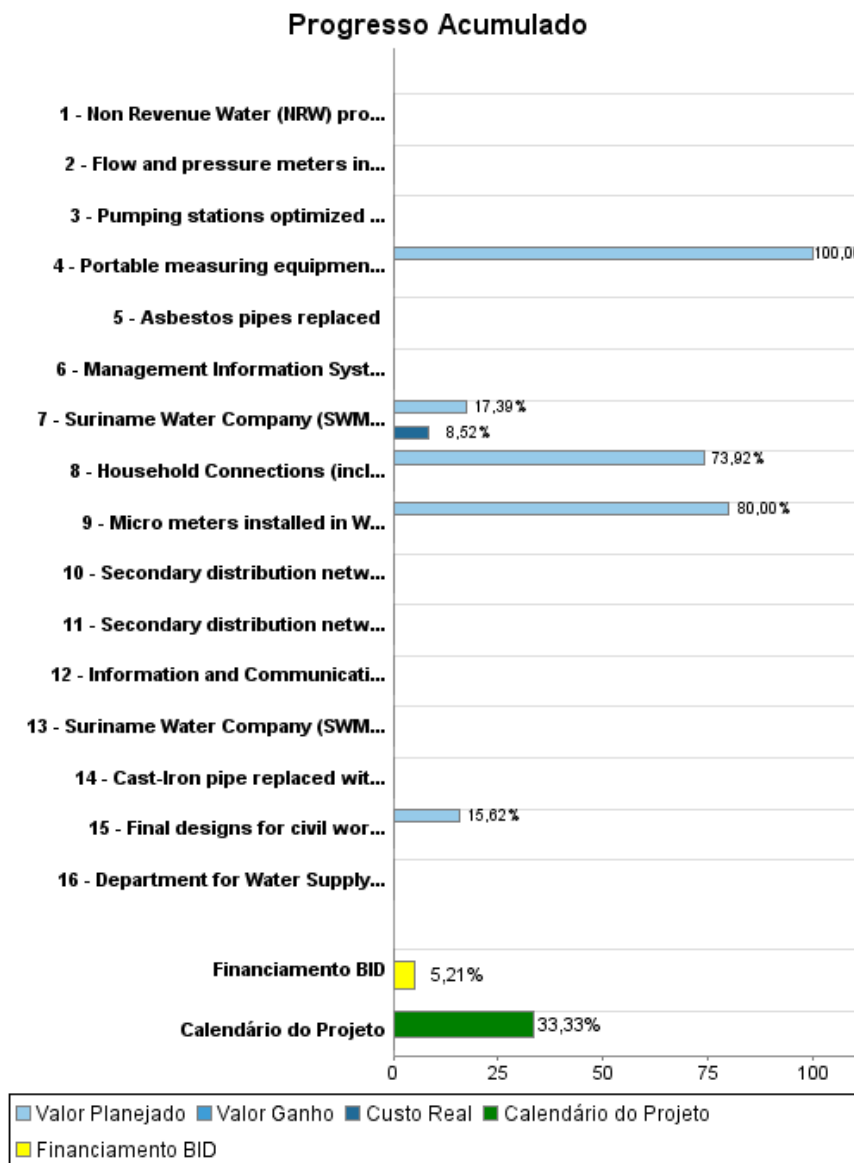 Progresso Acumulado
1 - Non Revenue Water (NRW) pro...
2 - Flow and pressure meters in...
3 - Pumping stations optimized ...
4 - Portable measuring equipmen...
100,0
5 - Asbestos pipes replaced
6 - Management Information Syst...
17,39%
7 - Suriname Water Company (SWM...
8,52%
73,92%
8 - Household Connections (incl...
80,00%
9 - Micro meters installed in W...
10 - Secondary distribution netw...
11 - Secondary distribution netw...
12 - Information and Communicati...
13 - Suriname Water Company (SWM...
14 - Cast-Iron pipe replaced wit...
15,62%
15 - Final designs for civil wor...
16 - Department for Water Supply...
Financiamento BID
5,21%
Calendário do Projeto
33,33%
0 25 50 75 100
Valor Planejado Valor Ganho Custo Real Calendário do Projeto
Financiamento BID